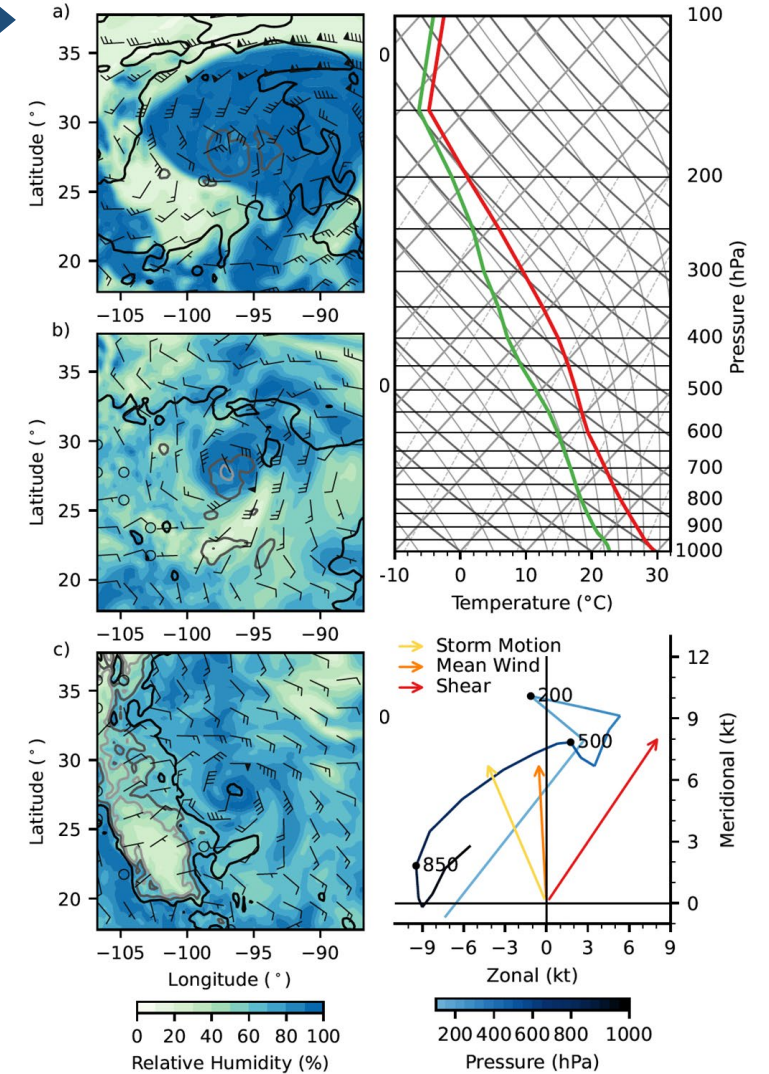 a)
35
30
25
20
Latitude (°)
−105 −100 −95 −90
b)
35
30
25
20
Latitude (°)
−105 −100 −95 −90
c)
35
30
25
20
Latitude (°)
−105 −100 −95 −90
Longitude (°)
0 20 40 60 80 100
Relative Humidity (%)
0
0
0
100
200
300
400
500
600
700
800
900
1000
Pressure (hPa)
-10 0 10 20 30
Temperature (°C)
Storm Motion
Mean Wind
Shear
200
500
850
12
9
6
3
0
Meridional (kt)
−9 −6 −3 0 3 6 9
Zonal (kt)
200 400 600 800 1000
Pressure (hPa)